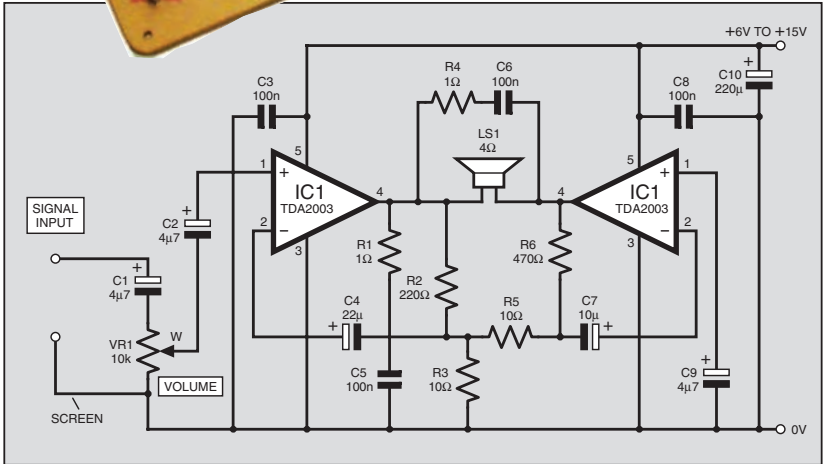 +6V TO +15V
R4
1Ω
C6
100n
C3
100n
C8
100n
+
C10
220µ
LS1
4Ω
5
1
+
IC1
TDA2003
4
2
−
3
5
4
IC1
TDA2003
+
1
−
2
3
SIGNAL
INPUT
+
C2
4µ7
+
C1
4µ7
R1
1Ω
R2
220Ω
R6
470Ω
C4
22µ
+
R5
10Ω
C7
10µ
+
VR1
10k
W
VOLUME
C5
100n
R3
10Ω
+
C9
4µ7
SCREEN
0V